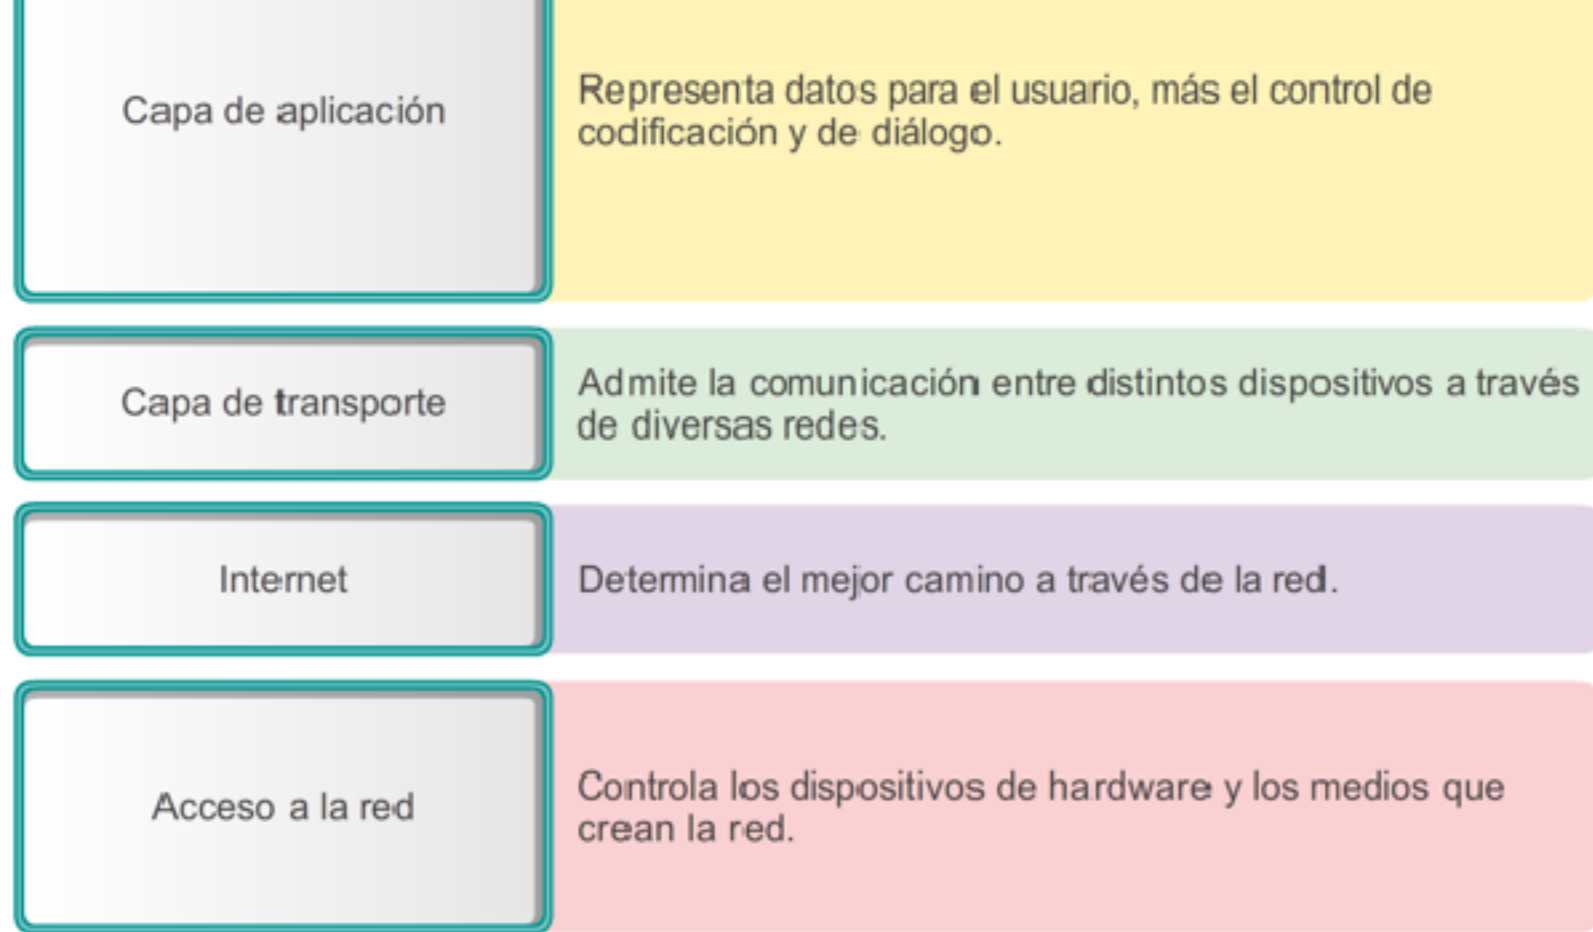 Capa de aplicación
Representa datos para el usuario, más el control de
codificación y de diálogo.
Capa de transporte
Admite la comunicación entre distintos dispositivos a través
de diversas redes.
Internet
Determina el mejor camino a través de la red.
Acceso a la red
Controla los dispositivos de hardware y los medios que
crean la red.